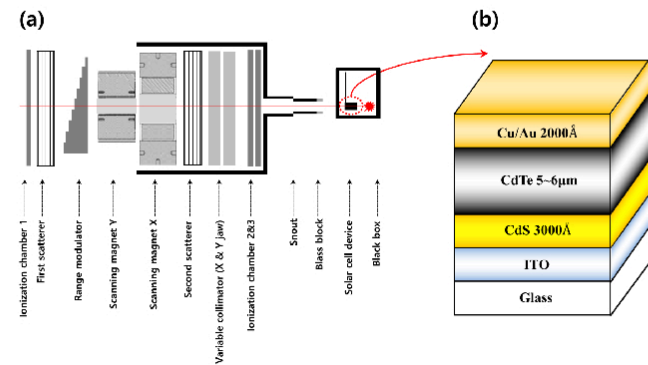 (a)
Ionization chamber 1
First scatterer
Range modulator
Scanning magnet Y
Scanning magnet X
Second scatterer
Variable collimator (X & Y jaw)
Ionization chamber 2&3
Snout
Blass block
Solar cell device
Black box
(b)
Cu/Au 2000Å
CdTe 5~6μm
CdS 3000Å
ITO
Glass